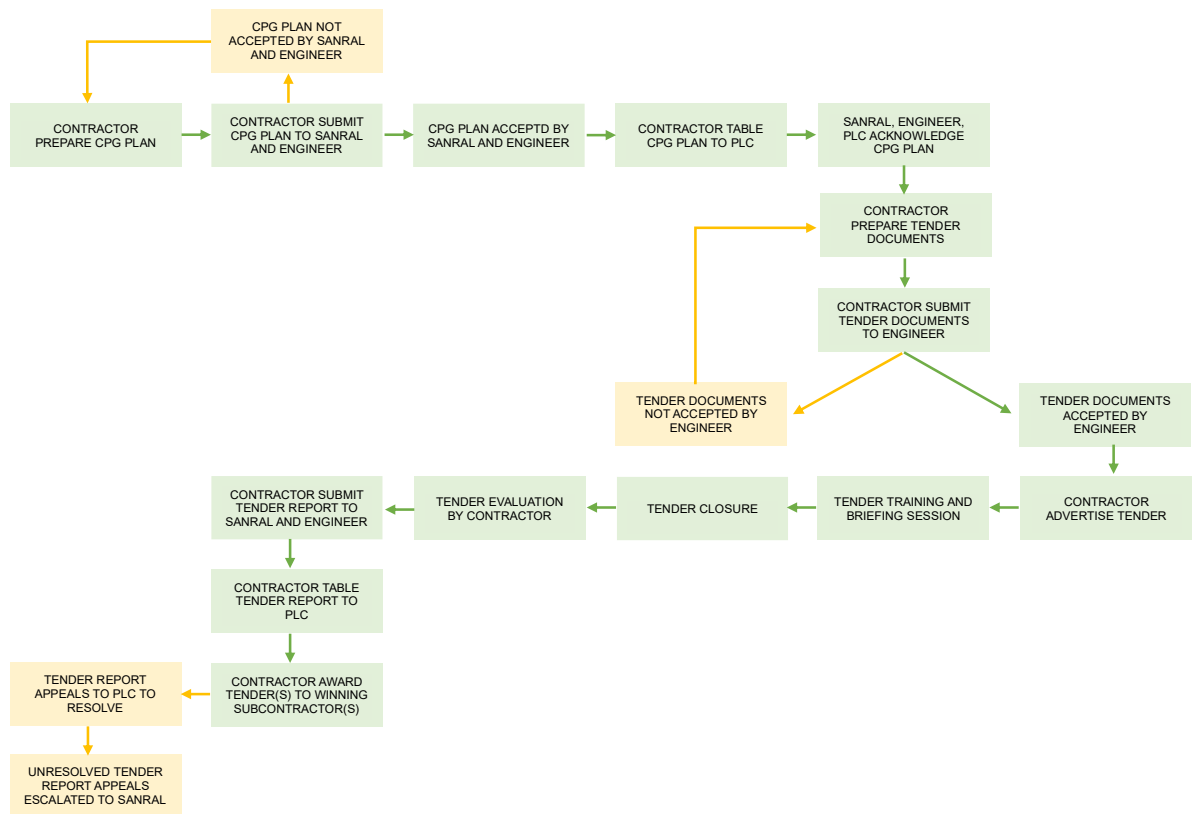 CPG PLAN NOT
ACCEPTED BY SANRAL
AND ENGINEER
CONTRACTOR
PREPARE CPG PLAN
CONTRACTOR SUBMIT
CPG PLAN TO SANRAL
AND ENGINEER
CPG PLAN ACCEPTD BY
SANRAL AND ENGINEER
CONTRACTOR TABLE
CPG PLAN TO PLC
SANRAL, ENGINEER,
PLC ACKNOWLEDGE
CPG PLAN
CONTRACTOR
PREPARE TENDER
DOCUMENTS
CONTRACTOR SUBMIT
TENDER DOCUMENTS
TO ENGINEER
TENDER DOCUMENTS
NOT ACCEPTED BY
ENGINEER
TENDER DOCUMENTS
ACCEPTED BY
ENGINEER
CONTRACTOR
ADVERTISE TENDER
TENDER TRAINING AND
BRIEFING SESSION
TENDER CLOSURE
TENDER EVALUATION
BY CONTRACTOR
CONTRACTOR SUBMIT
TENDER REPORT TO
SANRAL AND ENGINEER
CONTRACTOR TABLE
TENDER REPORT TO
PLC
CONTRACTOR AWARD
TENDER(S) TO WINNING
SUBCONTRACTOR(S)
TENDER REPORT
APPEALS TO PLC TO
RESOLVE
UNRESOLVED TENDER
REPORT APPEALS
ESCALATED TO SANRAL